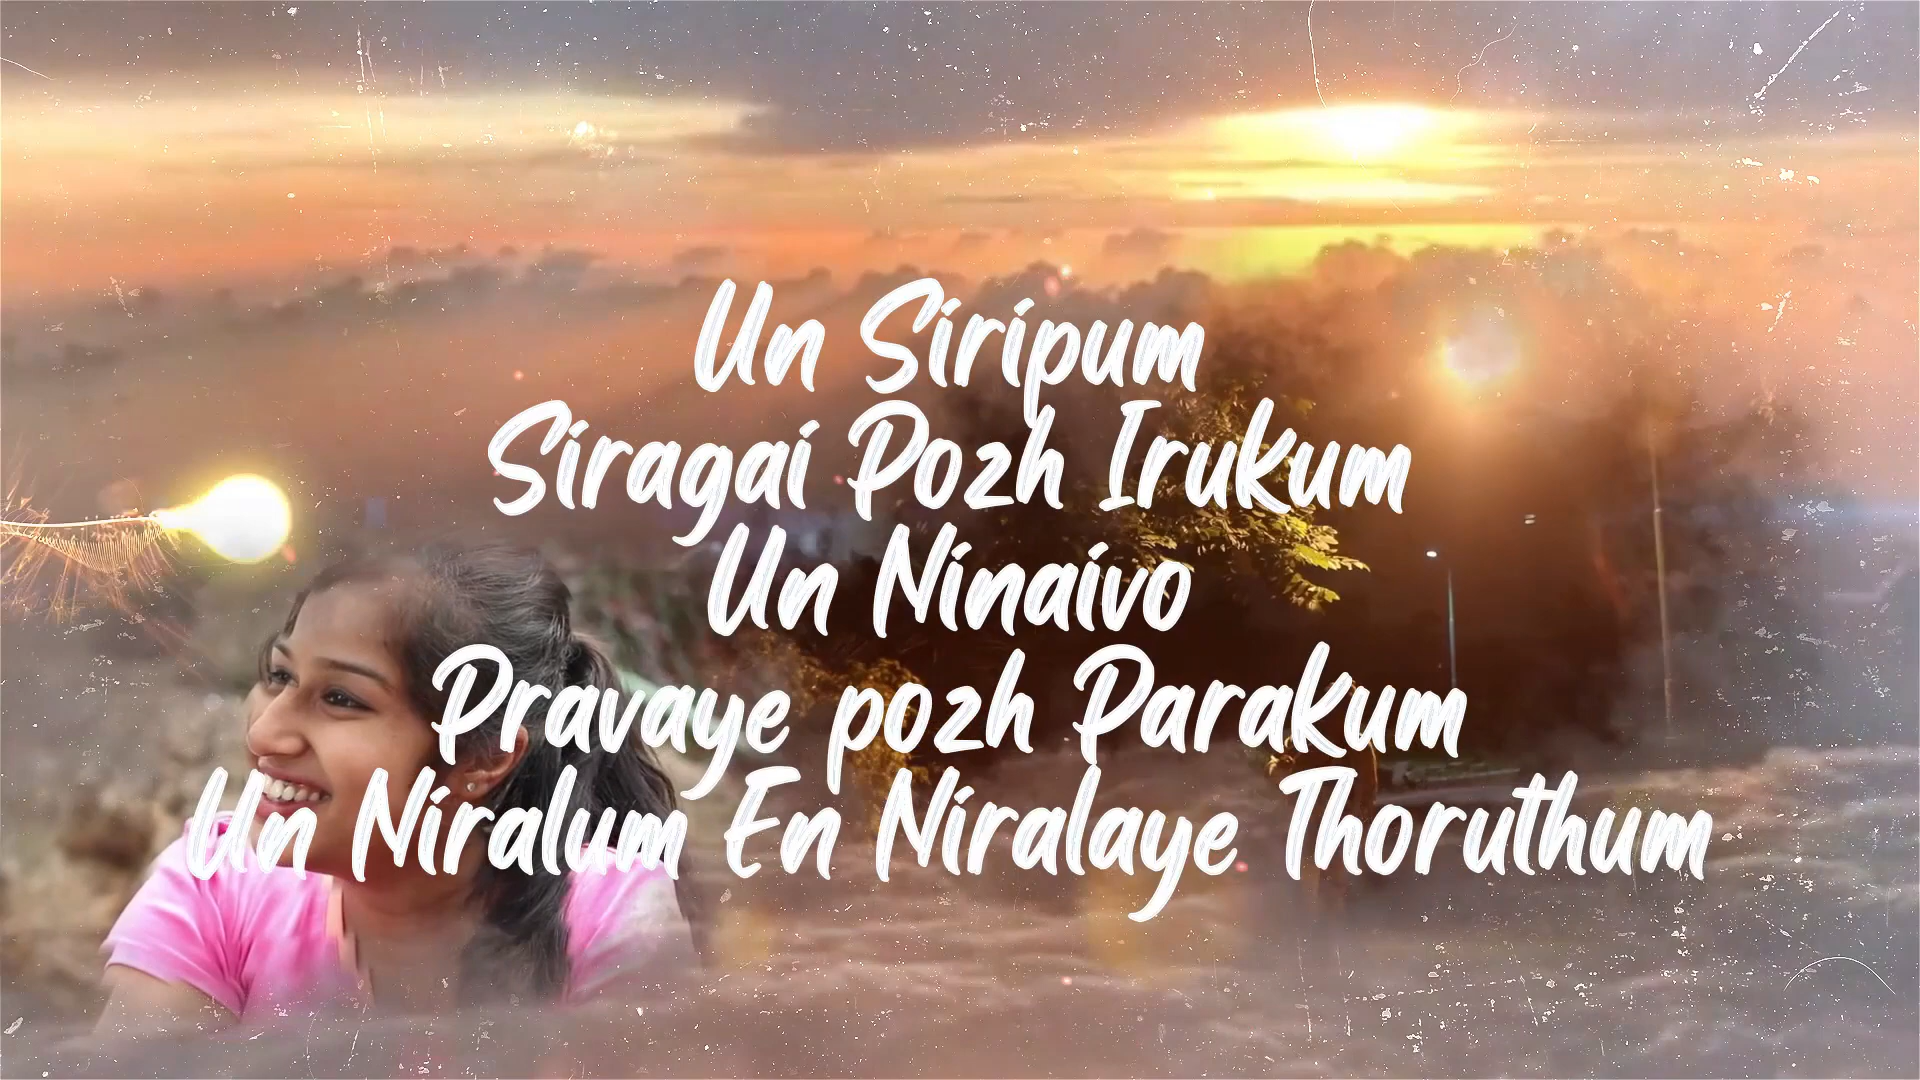 Un Siripum
Siragai Pozh Irukum
Un Ninaivo
Pravaye pozh Parakum
Un Niralum En Niralaye Thoruthum